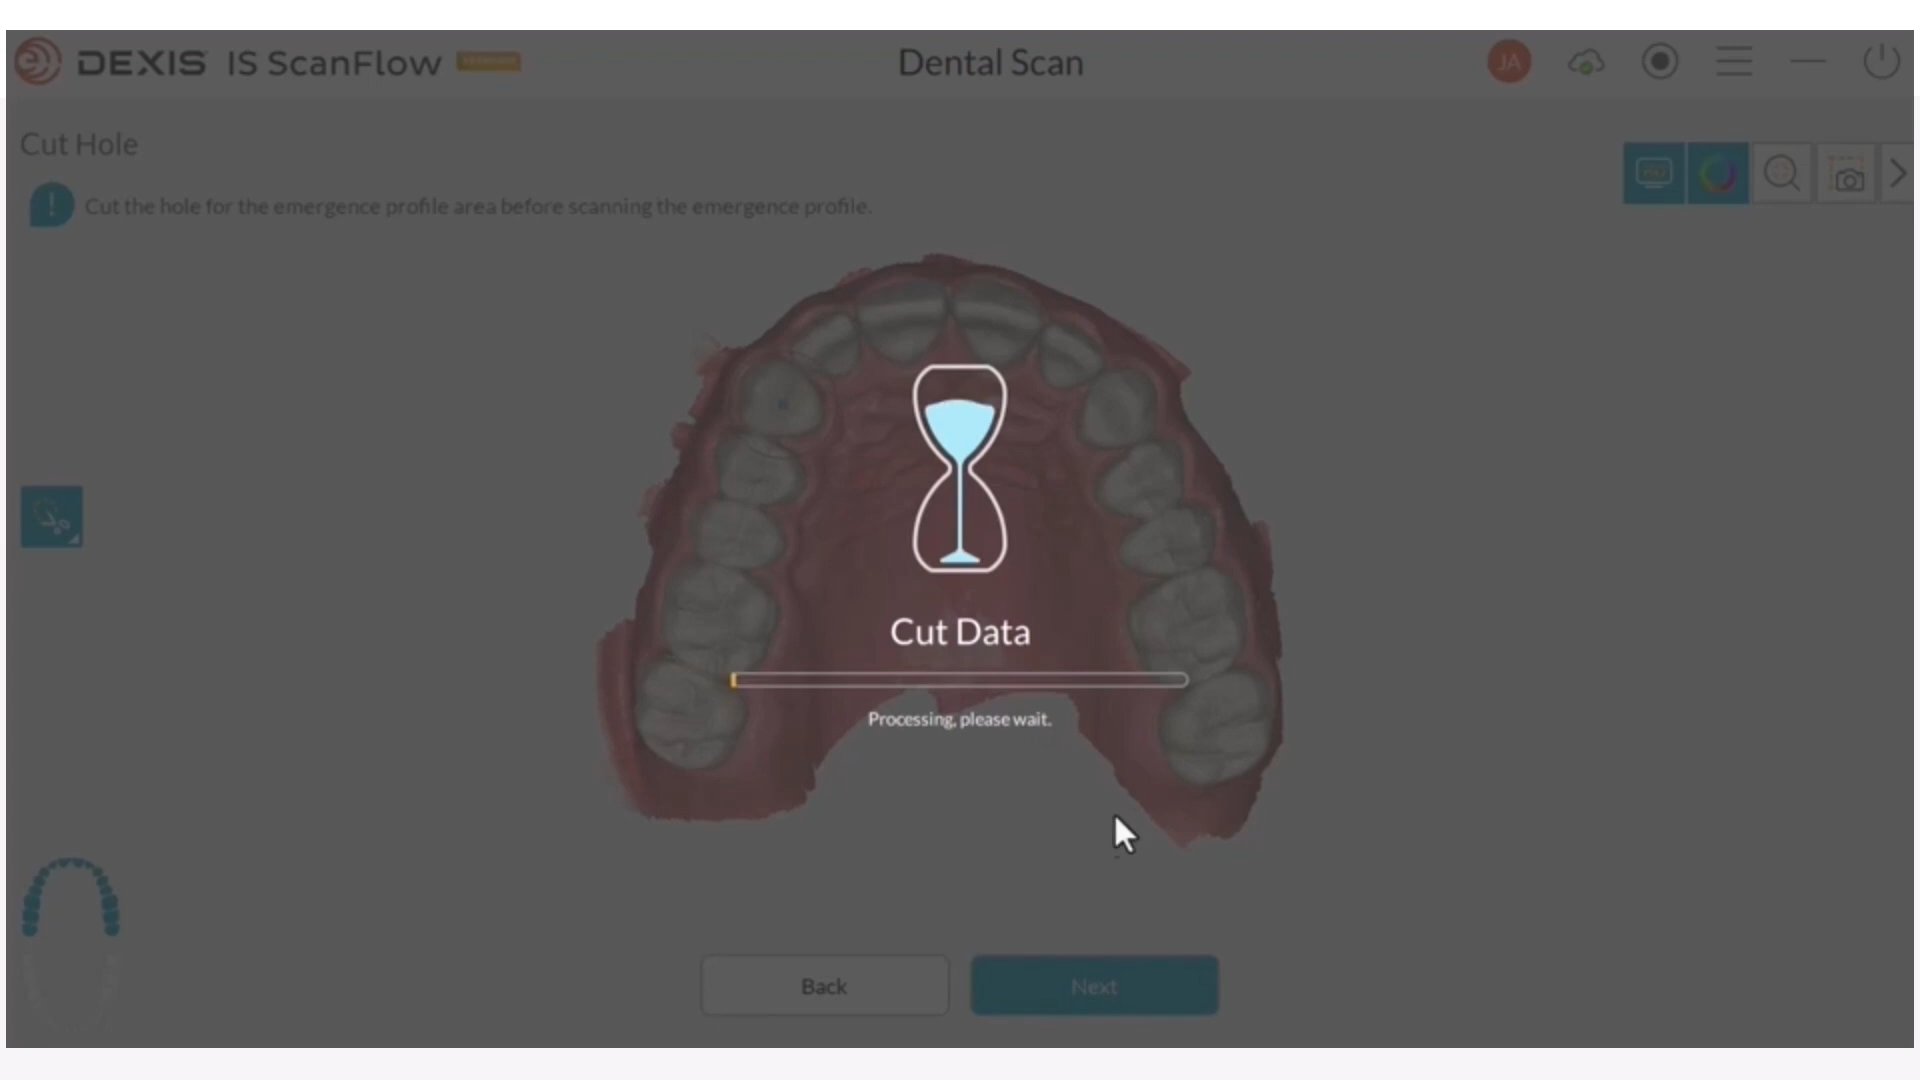 DEXIS IS ScanFlow
Dental Scan
JA
Cut Hole
! Cut the hole for the emergence profile area before scanning the emergence profile.
Cut Data
Processing, please wait.
Back
Next